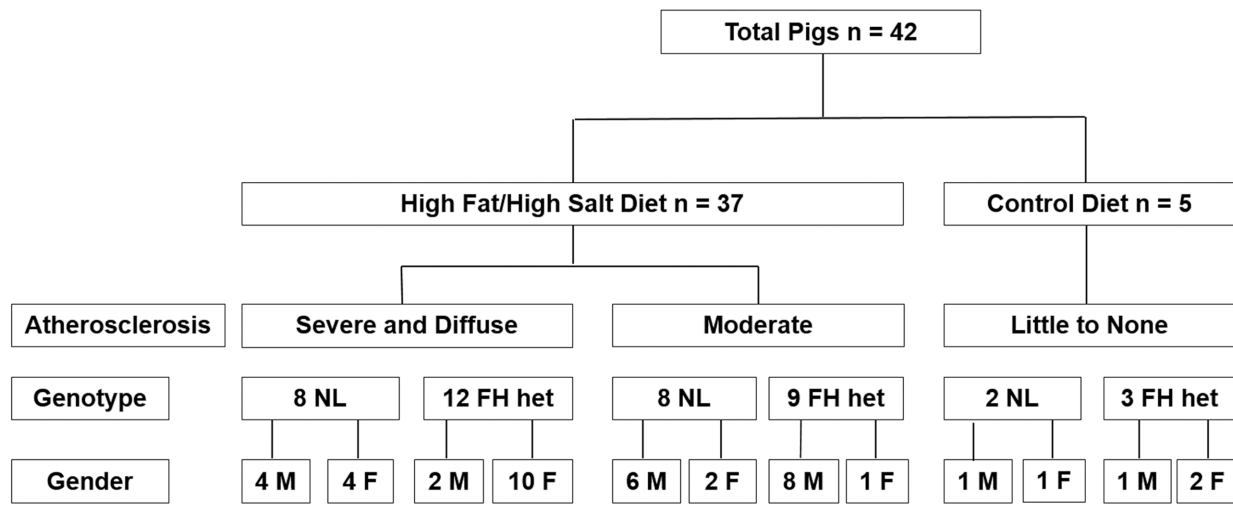 Total Pigs n = 42
High Fat/High Salt Diet n = 37
Control Diet n = 5
Atherosclerosis
Severe and Diffuse
Moderate
Little to None
Genotype
8 NL
12 FH het
8 NL
9 FH het
2 NL
3 FH het
Gender
4 M
4 F
2 M
10 F
6 M
2 F
8 M
1 F
1 M
1 F
1 M
2 F